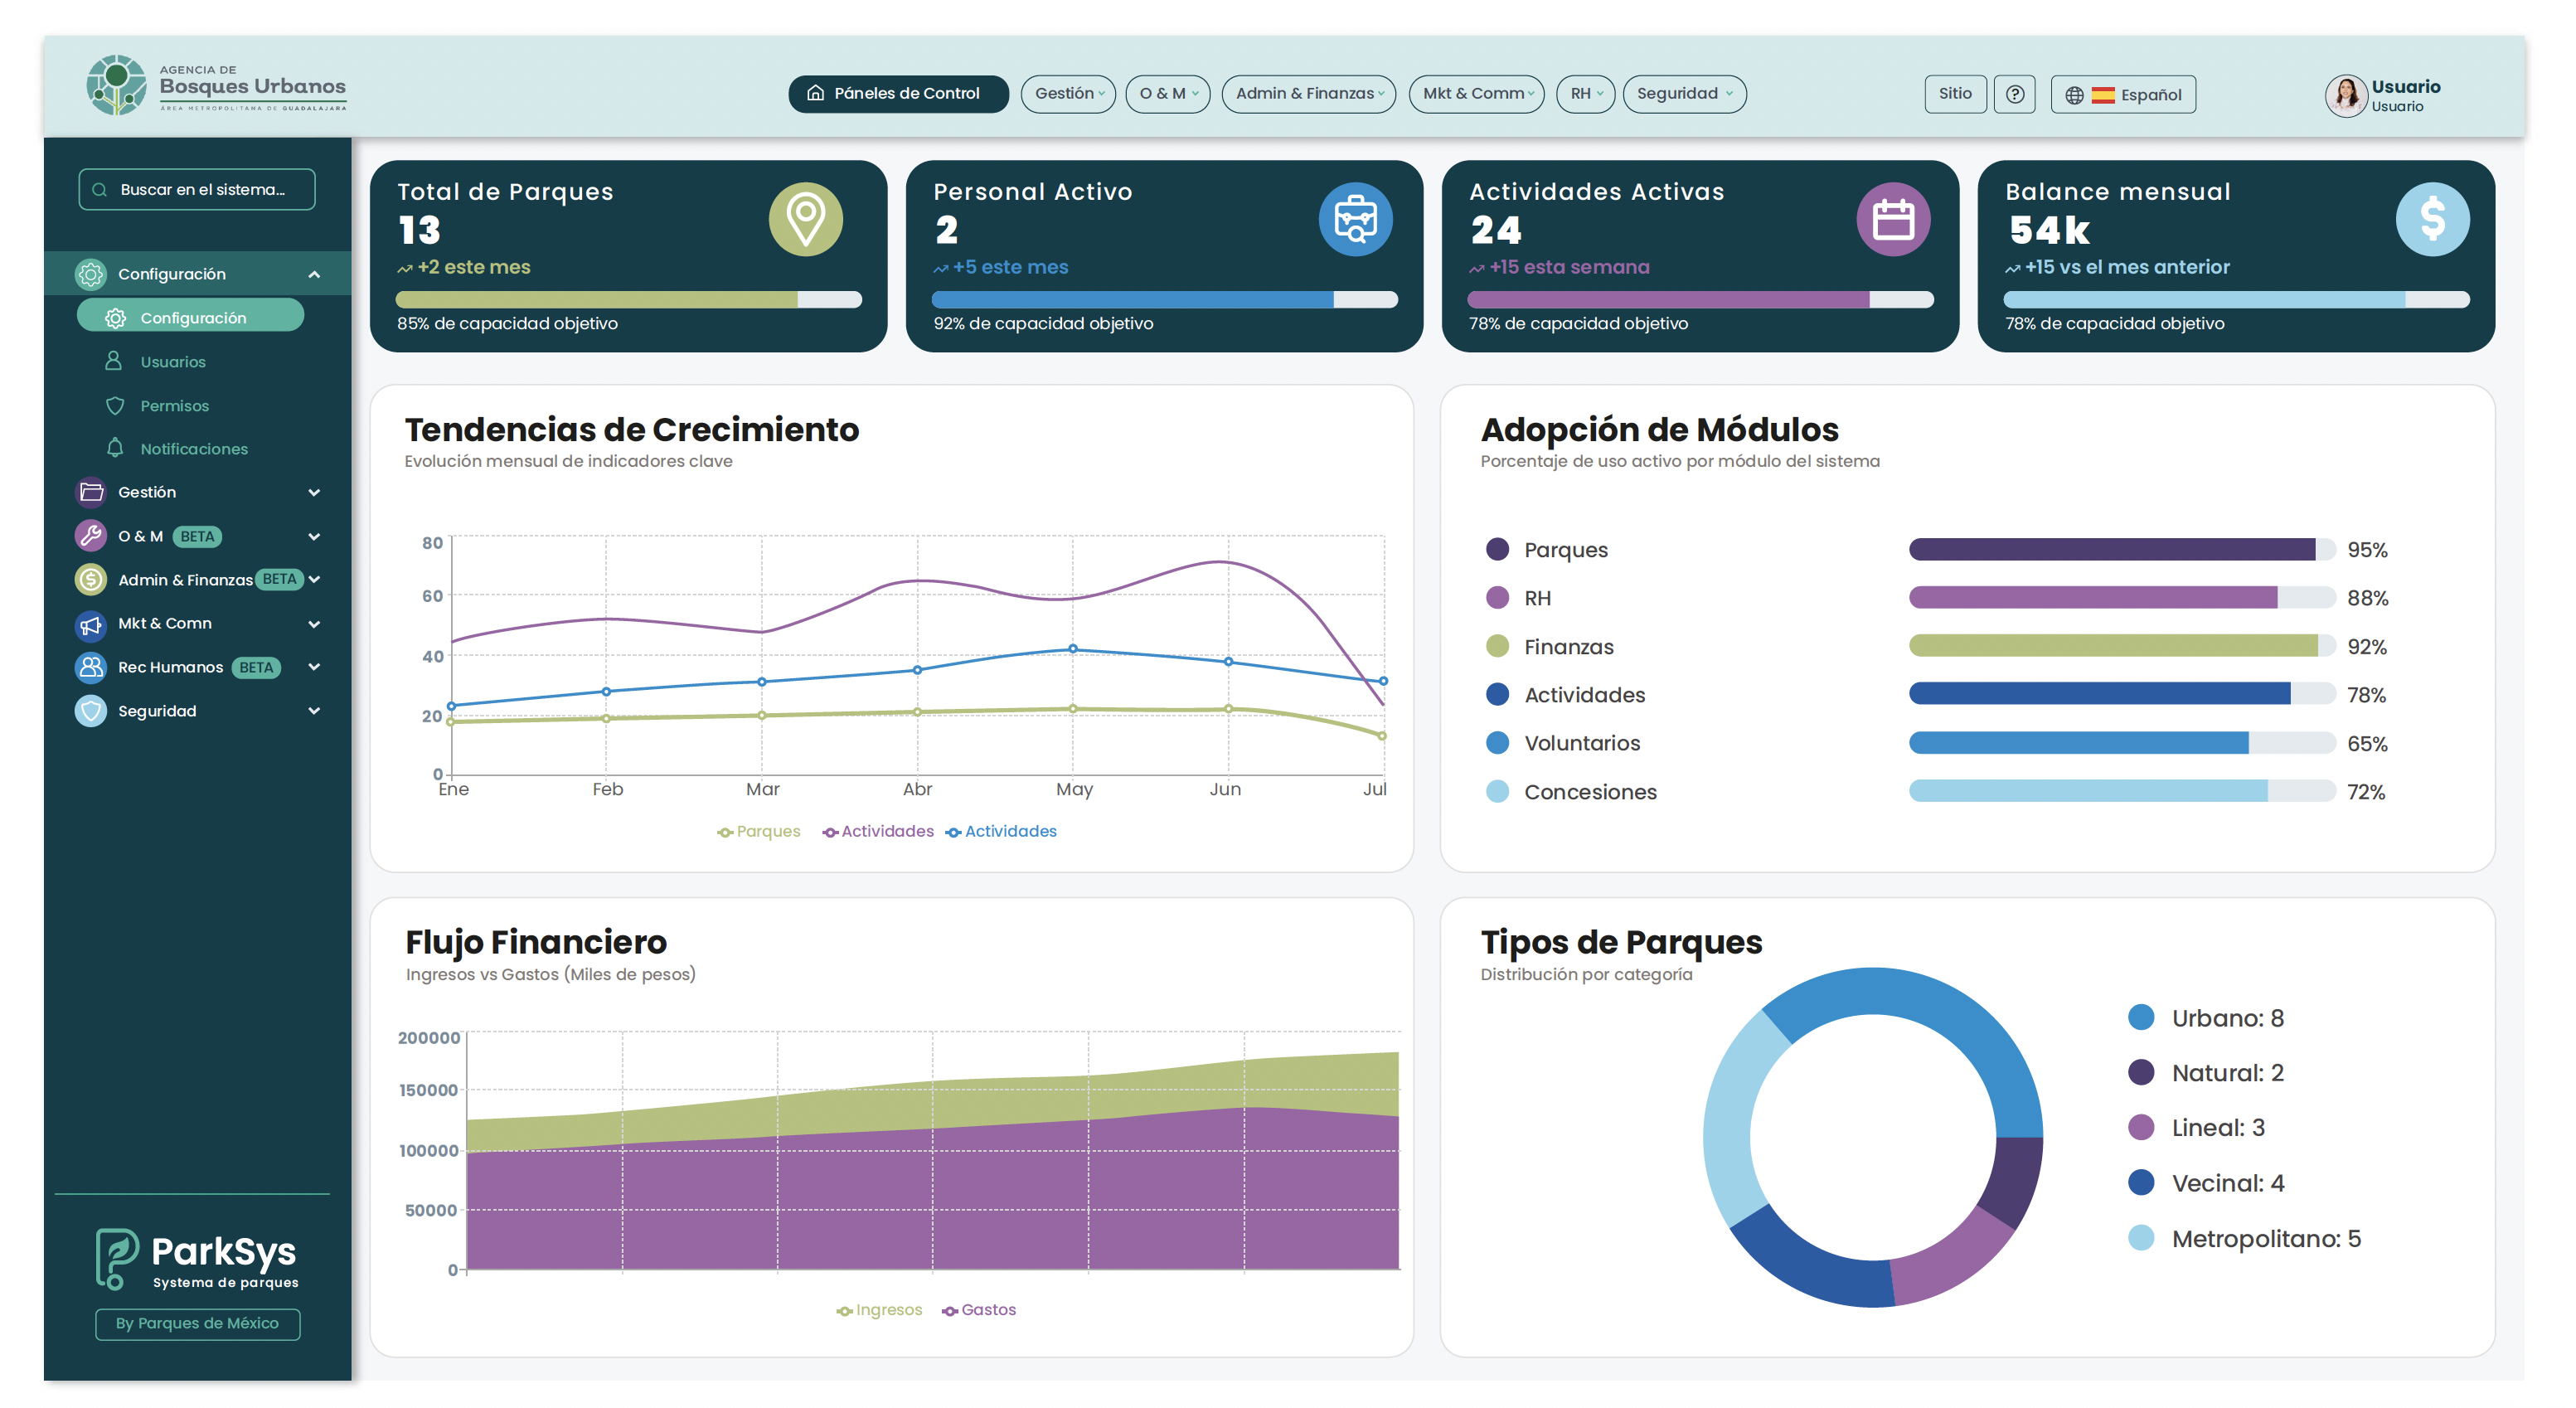 AGENCIA DE
Bosques Urbanos
ÁREA METROPOLITANA DE GUADALAJARA
Páneles de Control
Gestión
O & M
Admin & Finanzas
Mkt & Comm
RH
Seguridad
Sitio
?
Español
Usuario
Usuario
Buscar en el sistema...
Configuración
Configuración
Usuarios
Permisos
Notificaciones
Gestión
O & M BETA
Admin & Finanzas BETA
Mkt & Comn
Rec Humanos BETA
Seguridad
ParkSys
Systema de parques
By Parques de México
Total de Parques
13
+2 este mes
85% de capacidad objetivo
Personal Activo
2
+5 este mes
92% de capacidad objetivo
Actividades Activas
24
+15 esta semana
78% de capacidad objetivo
Balance mensual
54k
$
+15 vs el mes anterior
78% de capacidad objetivo
Tendencias de Crecimiento
Evolución mensual de indicadores clave
80
60
40
20
0
Ene Feb Mar Abr May Jun Jul
Parques Actividades Actividades
Adopción de Módulos
Porcentaje de uso activo por módulo del sistema
Parques 95%
RH 88%
Finanzas 92%
Actividades 78%
Voluntarios 65%
Concesiones 72%
Flujo Financiero
Ingresos vs Gastos (Miles de pesos)
200000
150000
100000
50000
0
Ingresos Gastos
Tipos de Parques
Distribución por categoría
Urbano: 8
Natural: 2
Lineal: 3
Vecinal: 4
Metropolitano: 5